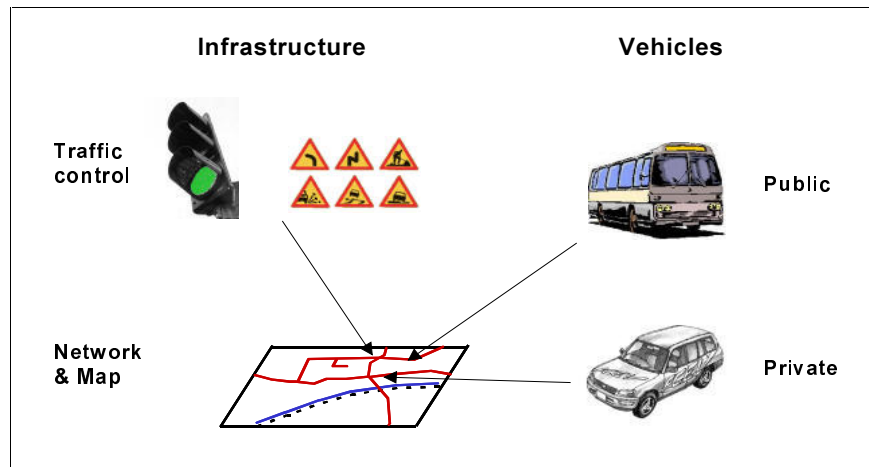 Infrastructure
Vehicles
Traffic
control
Public
Network
& Map
Private